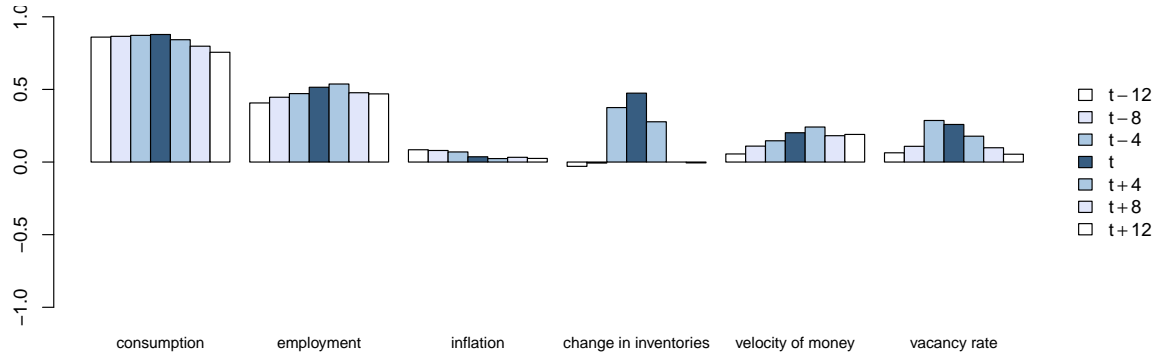 1.0
0.5
0.0
−0.5
−1.0
consumption employment inflation change in inventories velocity of money vacancy rate
t−12
t−8
t−4
t
t+4
t+8
t+12